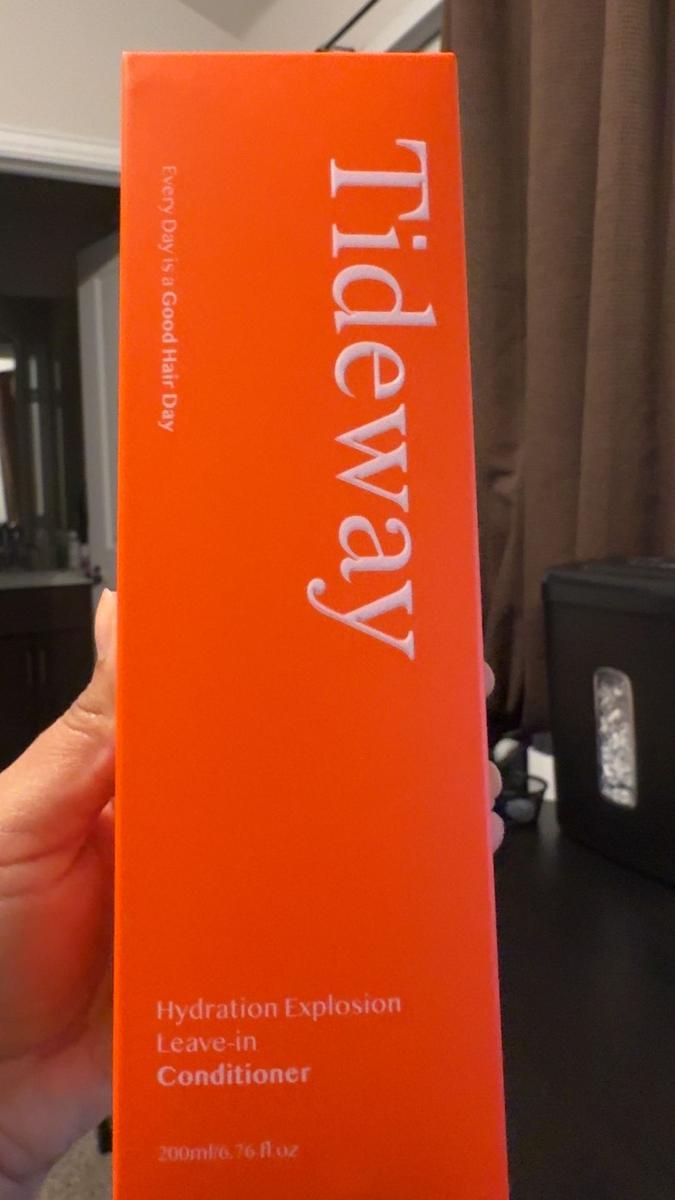 Tideway
Every Day is a Good Hair Day
Hydration Explosion
Leave-in
Conditioner
200ml/6.76 fl.oz